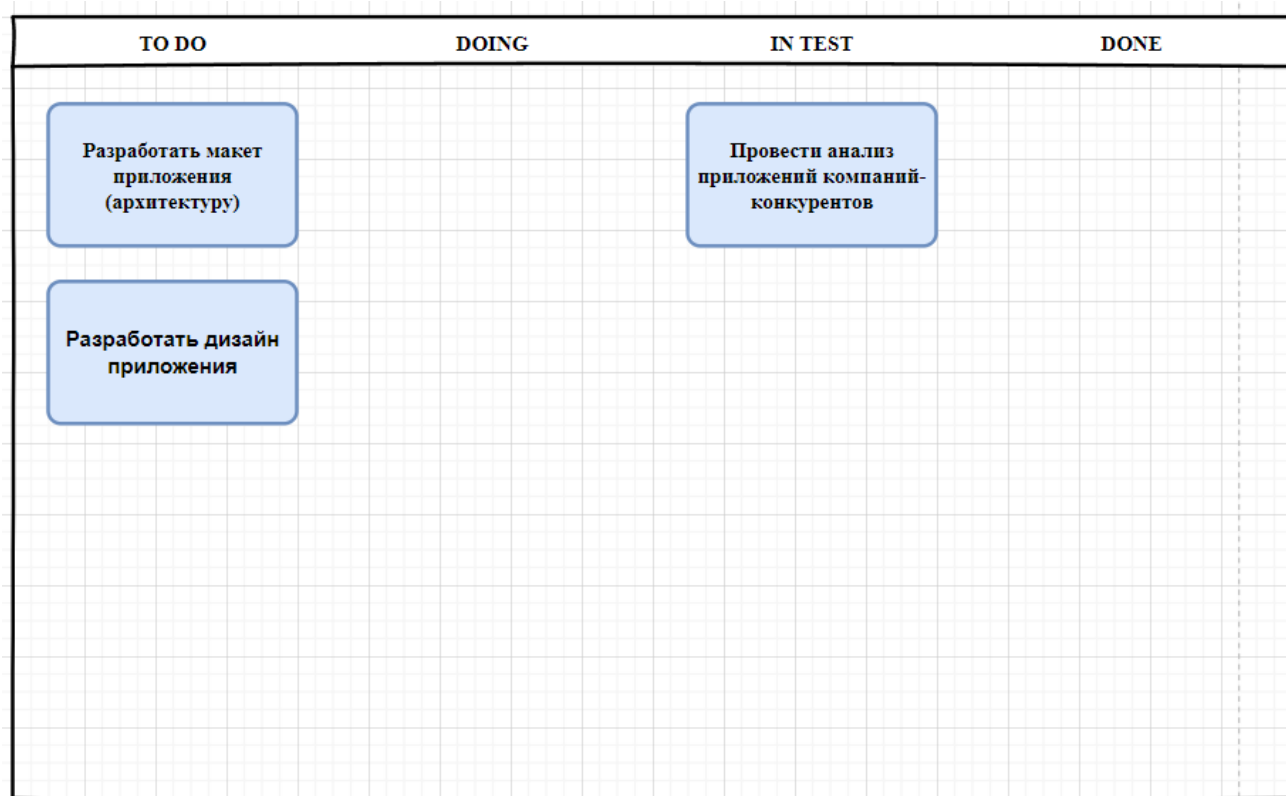 TO DO
DOING
IN TEST
DONE
Разработать макет
приложения
(архитектуру)
Провести анализ
приложений компаний-
конкурентов
Разработать дизайн
приложения